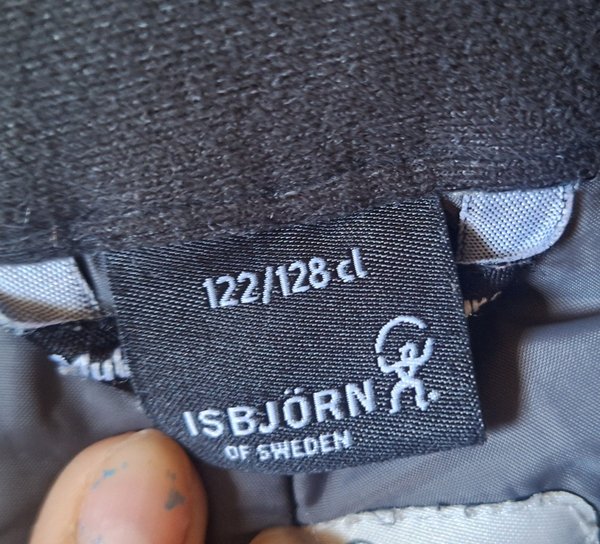 122/128 cl
ISBJÖRN
OF SWEDEN